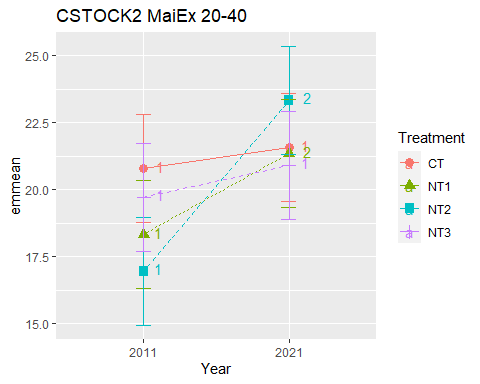 CSTOCK2 MaiEx 20-40
25.0
22.5
20.0
17.5
15.0
emmean
1
1
1
1
2
1
2
1
2011
2021
Year
Treatment
a CT
a NT1
a NT2
a NT3